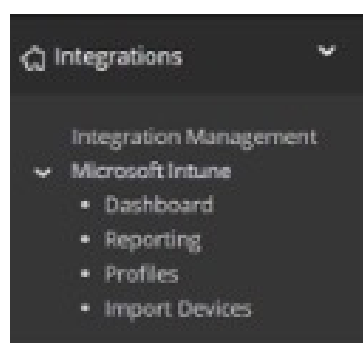 Integrations
Integration Management
Microsoft Intune
• Dashboard
• Reporting
• Profiles
• Import Devices